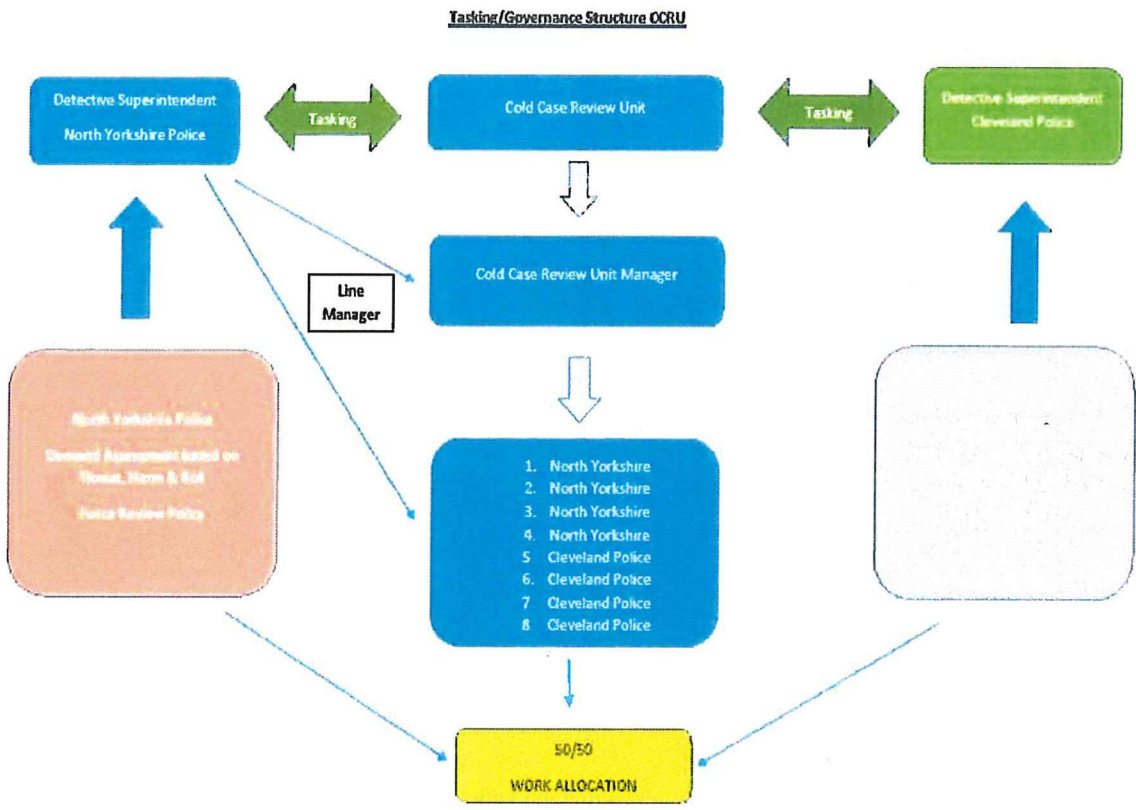 Tasking/Governance Structure CCRU
Detective Superintendent
North Yorkshire Police
Tasking
Cold Case Review Unit
Tasking
Detective Superintendent
Cleveland Police
Cold Case Review Unit Manager
Line
Manager
North Yorkshire Police
Demand Assessment based on
Threat, Harm & Risk
Force Review Policy
1. North Yorkshire
2. North Yorkshire
3. North Yorkshire
4. North Yorkshire
5 Cleveland Police
6. Cleveland Police
7 Cleveland Police
8 Cleveland Police
50/50
WORK ALLOCATION